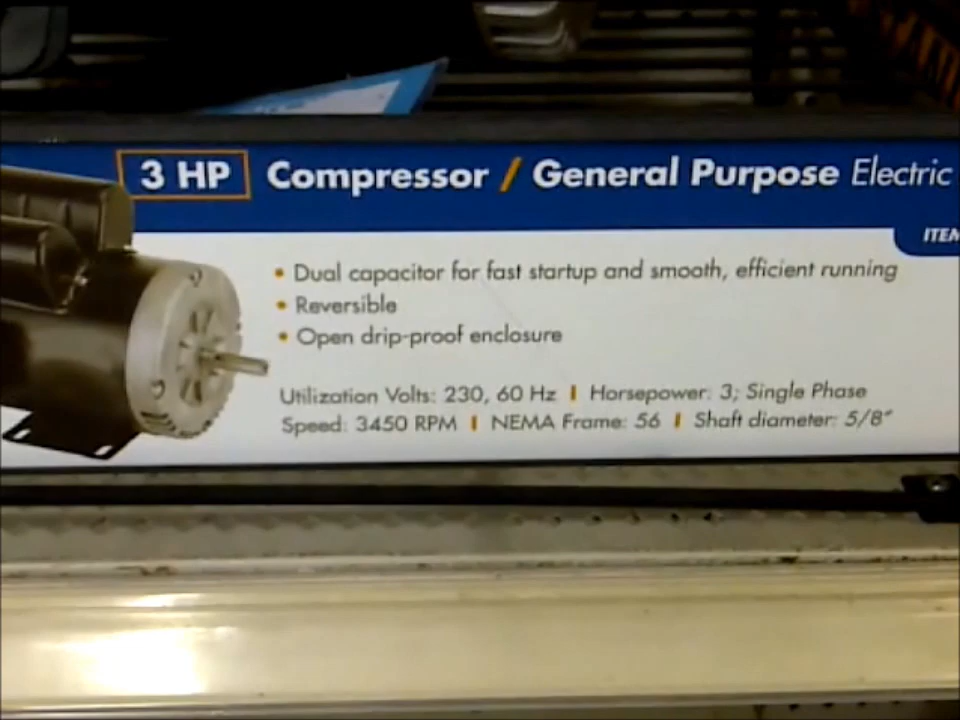 3 HP Compressor / General Purpose Electric
ITEM
• Dual capacitor for fast startup and smooth, efficient running
• Reversible
• Open drip-proof enclosure
Utilization Volts: 230, 60 Hz | Horsepower: 3; Single Phase
Speed: 3450 RPM | NEMA Frame: 56 | Shaft diameter: 5/8"